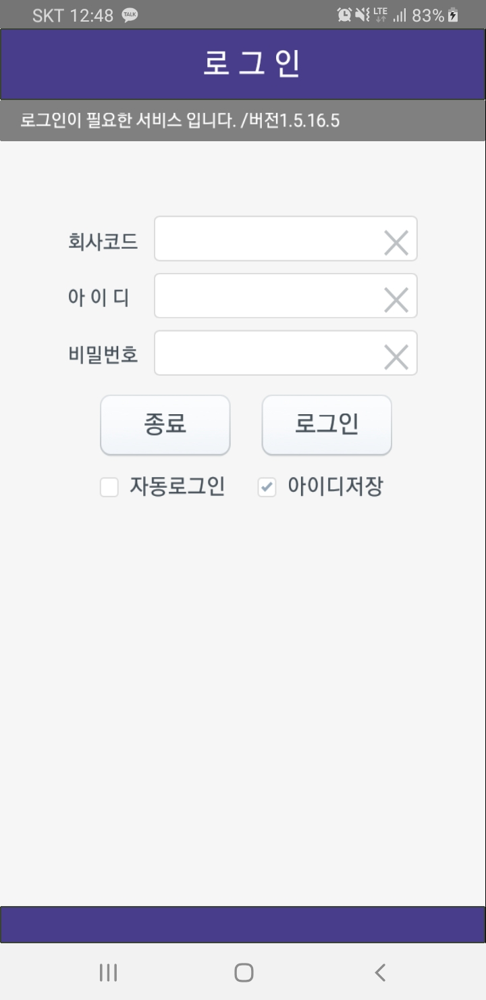 SKT 12:48 TALK LTE 83%
로 그 인
로그인이 필요한 서비스 입니다. /버전1.5.16.5
회사코드
아 이 디
비밀번호
종료 로그인
자동로그인 아이디저장